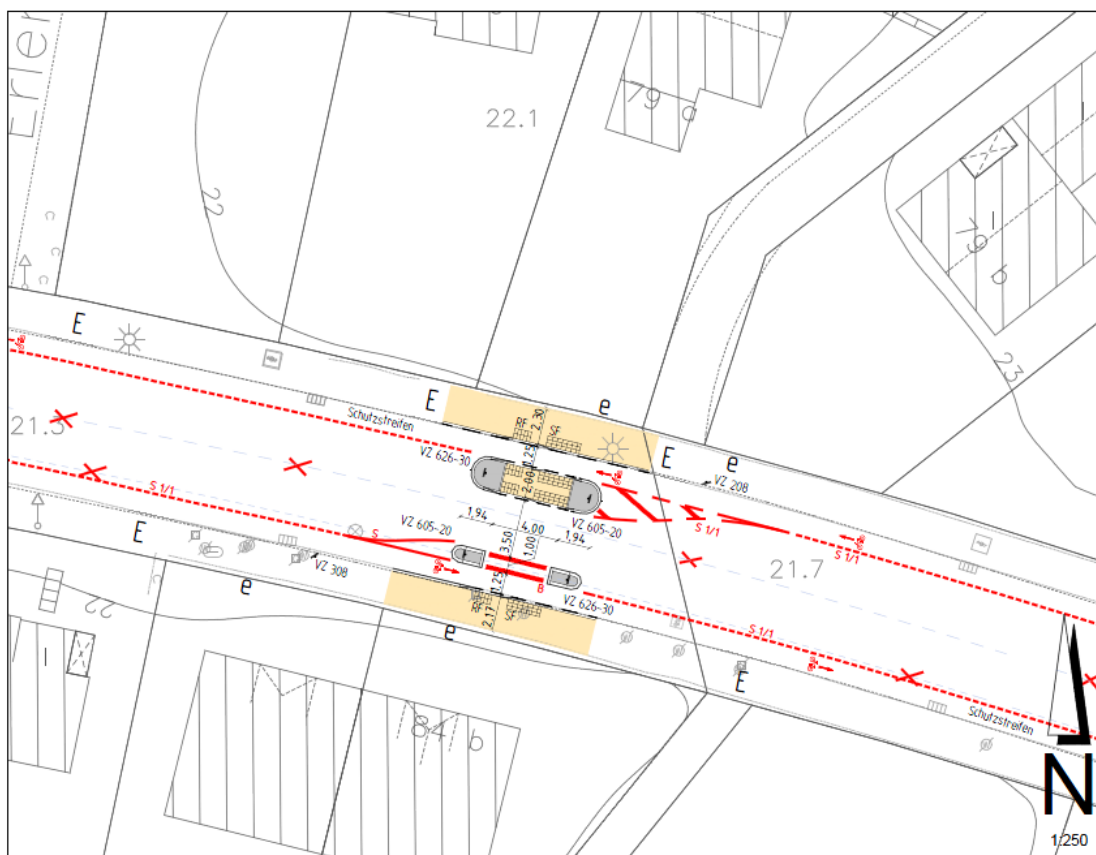 Erler
22.1
79 a
22
79 b
23
E
E
e
Schutzstreifen
2,30
RF
1,25
21.3
VZ 626-30
2,00
E
e
VZ 208
S 1/1
S
VZ 605-20
1,94
4,00
1,94
VZ 605-20
S 1/1
S 1/1
3,50
1,00
21.7
E
VZ 308
1,25
B
VZ 626-30
e
22
2,17
e
S 1/1
E
Schutzstreifen
84 b
N
1:250